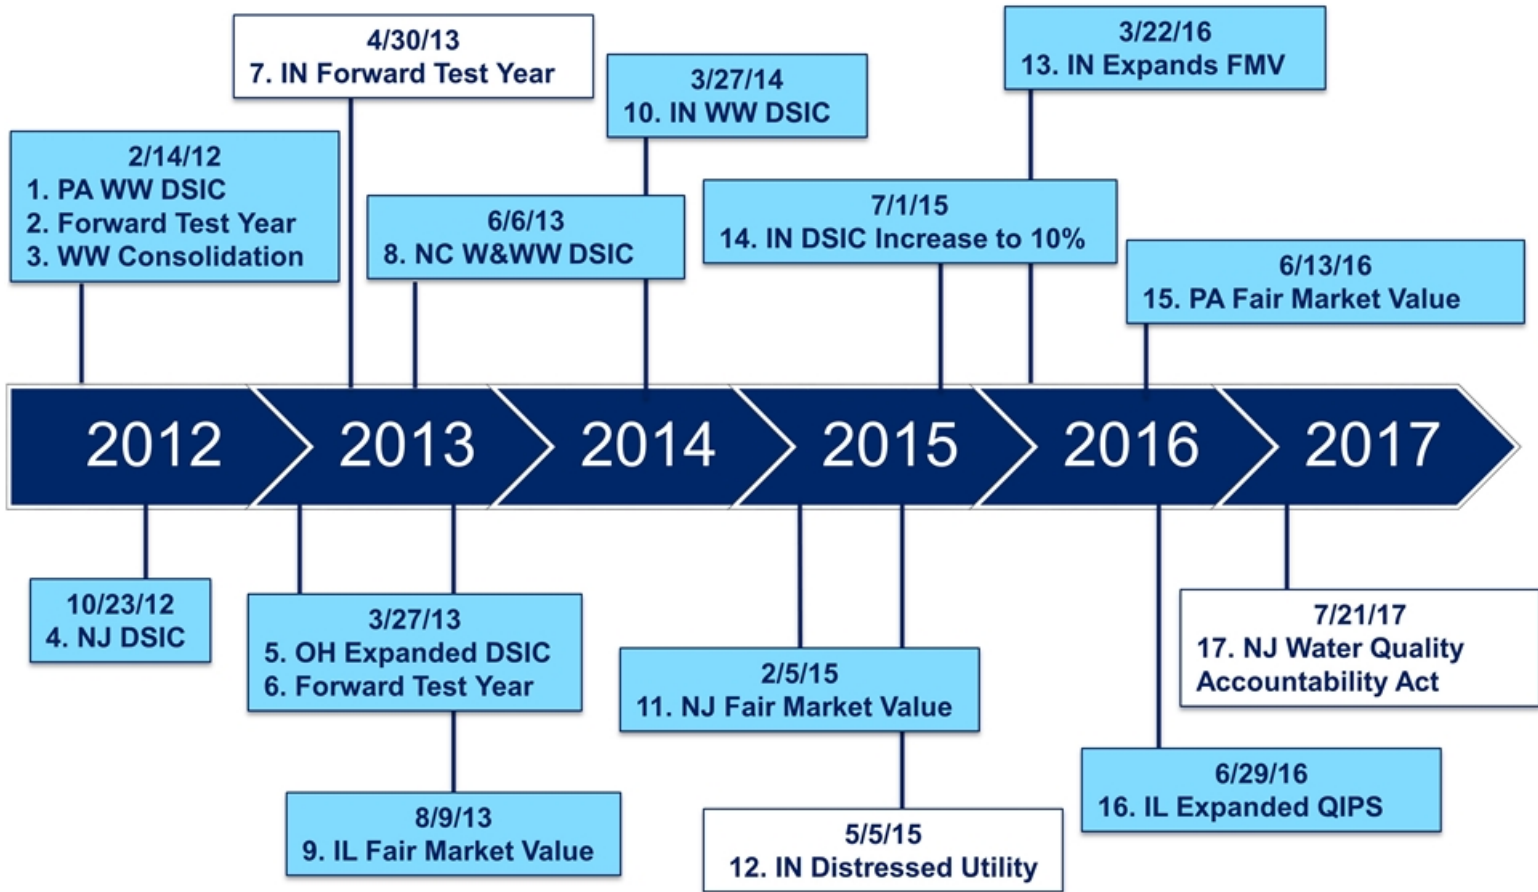 4/30/13
7. IN Forward Test Year
3/22/16
13. IN Expands FMV
3/27/14
10. IN WW DSIC
2/14/12
1. PA WW DSIC
2. Forward Test Year
3. WW Consolidation
6/6/13
8. NC W&WW DSIC
7/1/15
14. IN DSIC Increase to 10%
6/13/16
15. PA Fair Market Value
2012
2013
2014
2015
2016
2017
10/23/12
4. NJ DSIC
3/27/13
5. OH Expanded DSIC
6. Forward Test Year
7/21/17
17. NJ Water Quality
Accountability Act
2/5/15
11. NJ Fair Market Value
6/29/16
16. IL Expanded QIPS
8/9/13
9. IL Fair Market Value
5/5/15
12. IN Distressed Utility